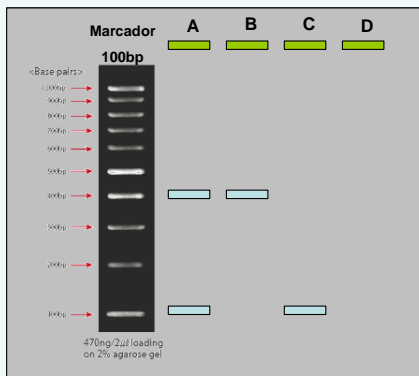 Marcador
100bp
A B C D
<Base pairs>
1,000bp
900bp
800bp
700bp
600bp
500bp
400bp
300bp
200bp
100bp
470ng/2㎕ loading
on 2% agarose gel